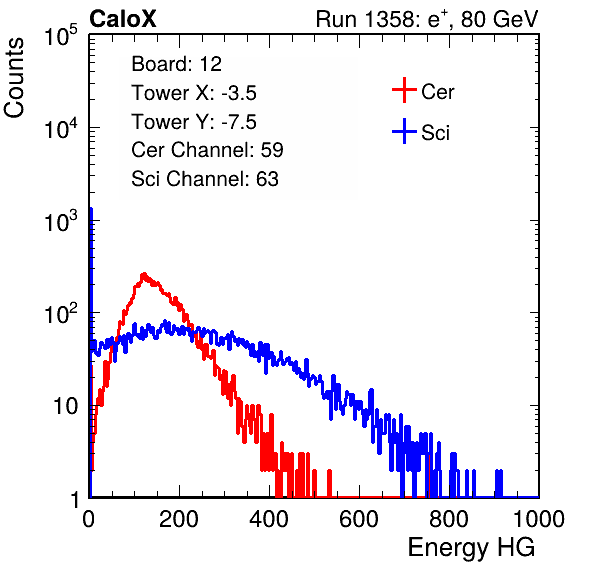 CaloX Run 1358: e⁺, 80 GeV
Counts
Board: 12
Tower X: -3.5
Tower Y: -7.5
Cer Channel: 59
Sci Channel: 63
Cer
Sci
10⁵
10⁴
10³
10²
10
1
0 200 400 600 800 1000
Energy HG